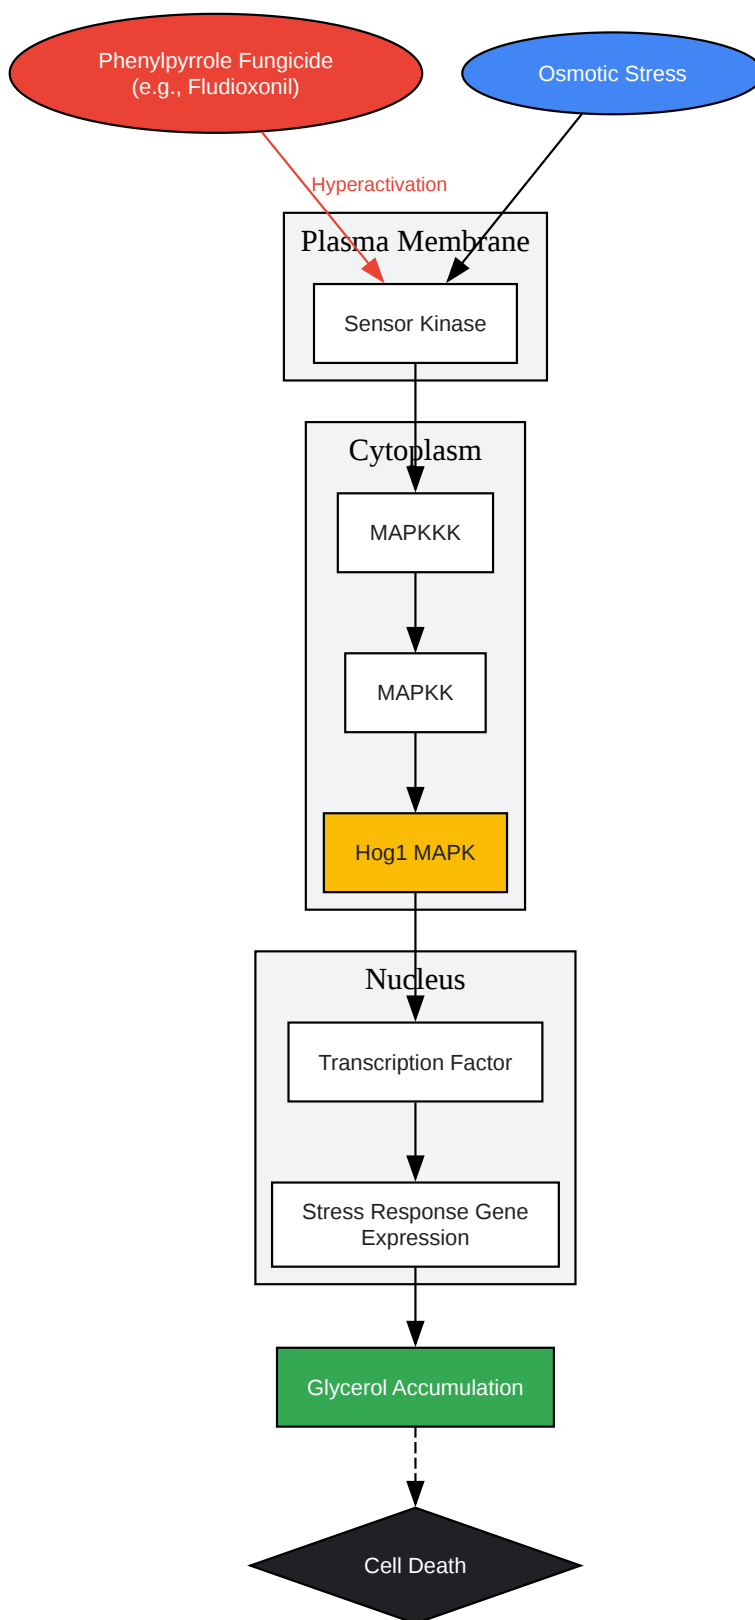 Phenylpyrrole Fungicide
(e.g., Fludioxonil)
Osmotic Stress
Hyperactivation
Plasma Membrane
Sensor Kinase
Cytoplasm
MAPKKK
MAPKK
Hog1 MAPK
Nucleus
Transcription Factor
Stress Response Gene
Expression
Glycerol Accumulation
Cell Death